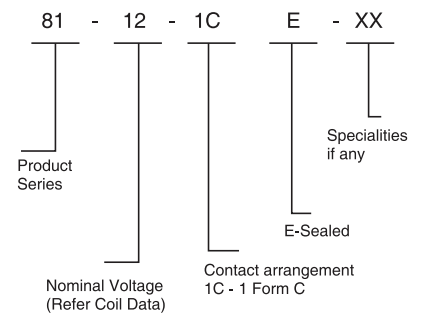 81 - 12 - 1C E - XX
Specialities
if any
Product
Series
E-Sealed
Contact arrangement
1C - 1 Form C
Nominal Voltage
(Refer Coil Data)